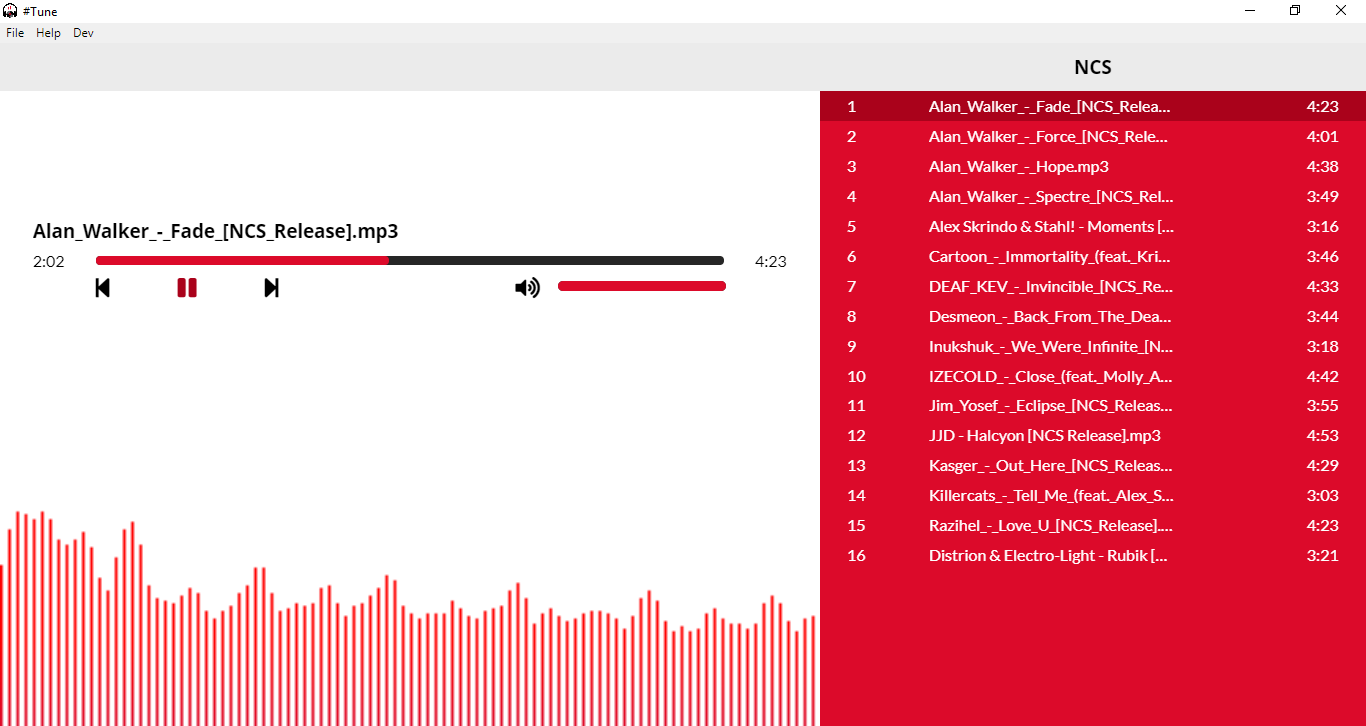 #Tune
File Help Dev
NCS
Alan_Walker_-_Fade_[NCS_Release].mp3
2:02 4:23
1 Alan_Walker_-_Fade_[NCS_Relea... 4:23
2 Alan_Walker_-_Force_[NCS_Rele... 4:01
3 Alan_Walker_-_Hope.mp3 4:38
4 Alan_Walker_-_Spectre_[NCS_Rel... 3:49
5 Alex Skrindo & Stahl! - Moments [... 3:16
6 Cartoon_-_Immortality_(feat._Kri... 3:46
7 DEAF_KEV_-_Invincible_[NCS_Re... 4:33
8 Desmeon_-_Back_From_The_Dea... 3:44
9 Inukshuk_-_We_Were_Infinite_[N... 3:18
10 IZECOLD_-_Close_(feat._Molly_A... 4:42
11 Jim_Yosef_-_Eclipse_[NCS_Releas... 3:55
12 JJD - Halcyon [NCS Release].mp3 4:53
13 Kasger_-_Out_Here_[NCS_Releas... 4:29
14 Killercats_-_Tell_Me_(feat._Alex_S... 3:03
15 Razihel_-_Love_U_[NCS_Release].... 4:23
16 Distrion & Electro-Light - Rubik [... 3:21